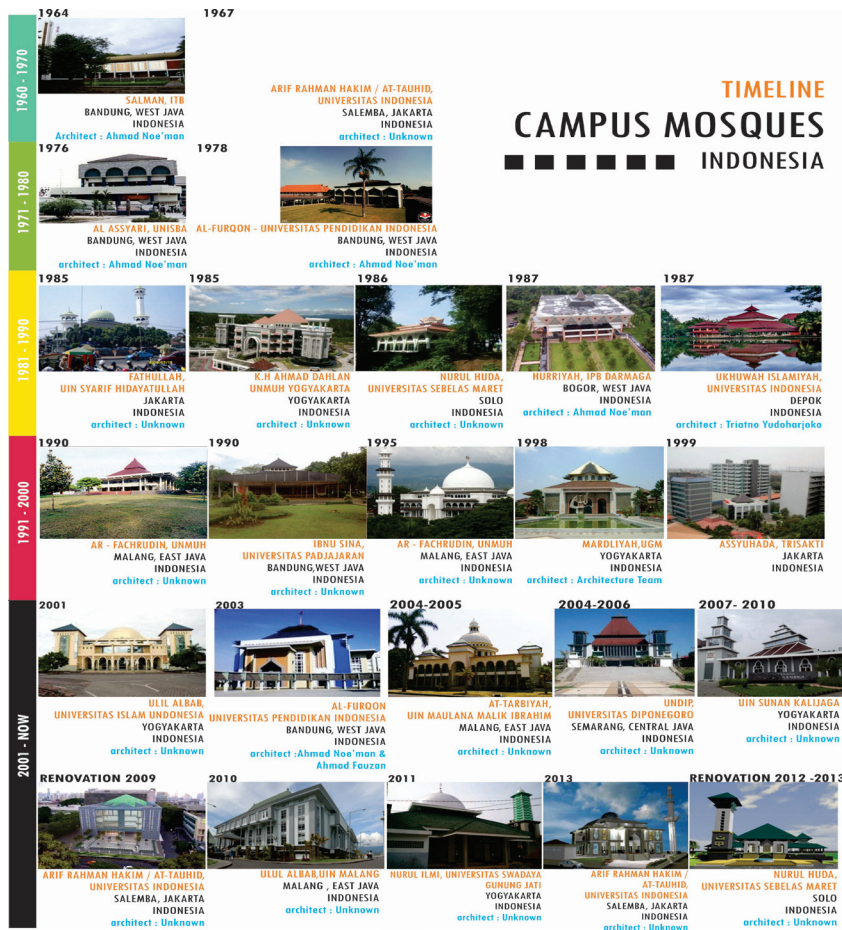 TIMELINE
CAMPUS MOSQUES
INDONESIA
1960 - 1970
1964
SALMAN, ITB
BANDUNG, WEST JAVA
INDONESIA
Architect : Ahmad Noe'man
1967
ARIF RAHMAN HAKIM / AT-TAUHID,
UNIVERSITAS INDONESIA
SALEMBA, JAKARTA
INDONESIA
architect : Unknown
1971 - 1980
1976
AL ASSYARI, UNISBA
BANDUNG, WEST JAVA
INDONESIA
architect : Ahmad Noe'man
1978
AL-FURQON - UNIVERSITAS PENDIDIKAN INDONESIA
BANDUNG, WEST JAVA
INDONESIA
architect : Ahmad Noe'man
1981 - 1990
1985
FATHULLAH,
UIN SYARIF HIDAYATULLAH
JAKARTA
INDONESIA
architect : Unknown
1985
K.H AHMAD DAHLAN
UNMUH YOGYAKARTA
YOGYAKARTA
INDONESIA
architect : Unknown
1986
NURUL HUDA,
UNIVERSITAS SEBELAS MARET
SOLO
INDONESIA
architect : Unknown
1987
HURRIYAH, IPB DARMAGA
BOGOR, WEST JAVA
INDONESIA
architect : Ahmad Noe'man
1987
UKHUWAH ISLAMIYAH,
UNIVERSITAS INDONESIA
DEPOK
INDONESIA
architect : Triatno Yudoharjoko
1991 - 2000
1990
AR - FACHRUDIN, UNMUH
MALANG, EAST JAVA
INDONESIA
architect : Unknown
1990
IBNU SINA,
UNIVERSITAS PADJAJARAN
BANDUNG,WEST JAVA
INDONESIA
architect : Unknown
1995
AR - FACHRUDIN, UNMUH
MALANG, EAST JAVA
INDONESIA
architect : Unknown
1998
MARDLIYAH,UGM
YOGYAKARTA
INDONESIA
architect : Architecture Team
1999
ASSYUHADA, TRISAKTI
JAKARTA
INDONESIA
2001 - NOW
2001
ULIL ALBAB,
UNIVERSITAS ISLAM UNDONESIA
YOGYAKARTA
INDONESIA
architect : Unknown
2003
AL-FURQON
UNIVERSITAS PENDIDIKAN INDONESIA
BANDUNG, WEST JAVA
INDONESIA
architect :Ahmad Noe'man &
Ahmad Fauzan
2004-2005
AT-TARBIYAH,
UIN MAULANA MALIK IBRAHIM
MALANG, EAST JAVA
INDONESIA
architect : Unknown
2004-2006
UNDIP,
UNIVERSITAS DIPONEGORO
SEMARANG, CENTRAL JAVA
INDONESIA
architect : Unknown
2007- 2010
UIN SUNAN KALIJAGA
YOGYAKARTA
INDONESIA
architect : Unknown
RENOVATION 2009
ARIF RAHMAN HAKIM / AT-TAUHID,
UNIVERSITAS INDONESIA
SALEMBA, JAKARTA
INDONESIA
architect : Unknown
2010
ULUL ALBAB,UIN MALANG
MALANG , EAST JAVA
INDONESIA
architect : Unknown
2011
NURUL ILMI, UNIVERSITAS SWADAYA
GUNUNG JATI
YOGYAKARTA
INDONESIA
architect : Unknown
2013
ARIF RAHMAN HAKIM /
AT-TAUHID,
UNIVERSITAS INDONESIA
SALEMBA, JAKARTA
INDONESIA
architect : Unknown
RENOVATION 2012 -2013
NURUL HUDA,
UNIVERSITAS SEBELAS MARET
SOLO
INDONESIA
architect : Unknown